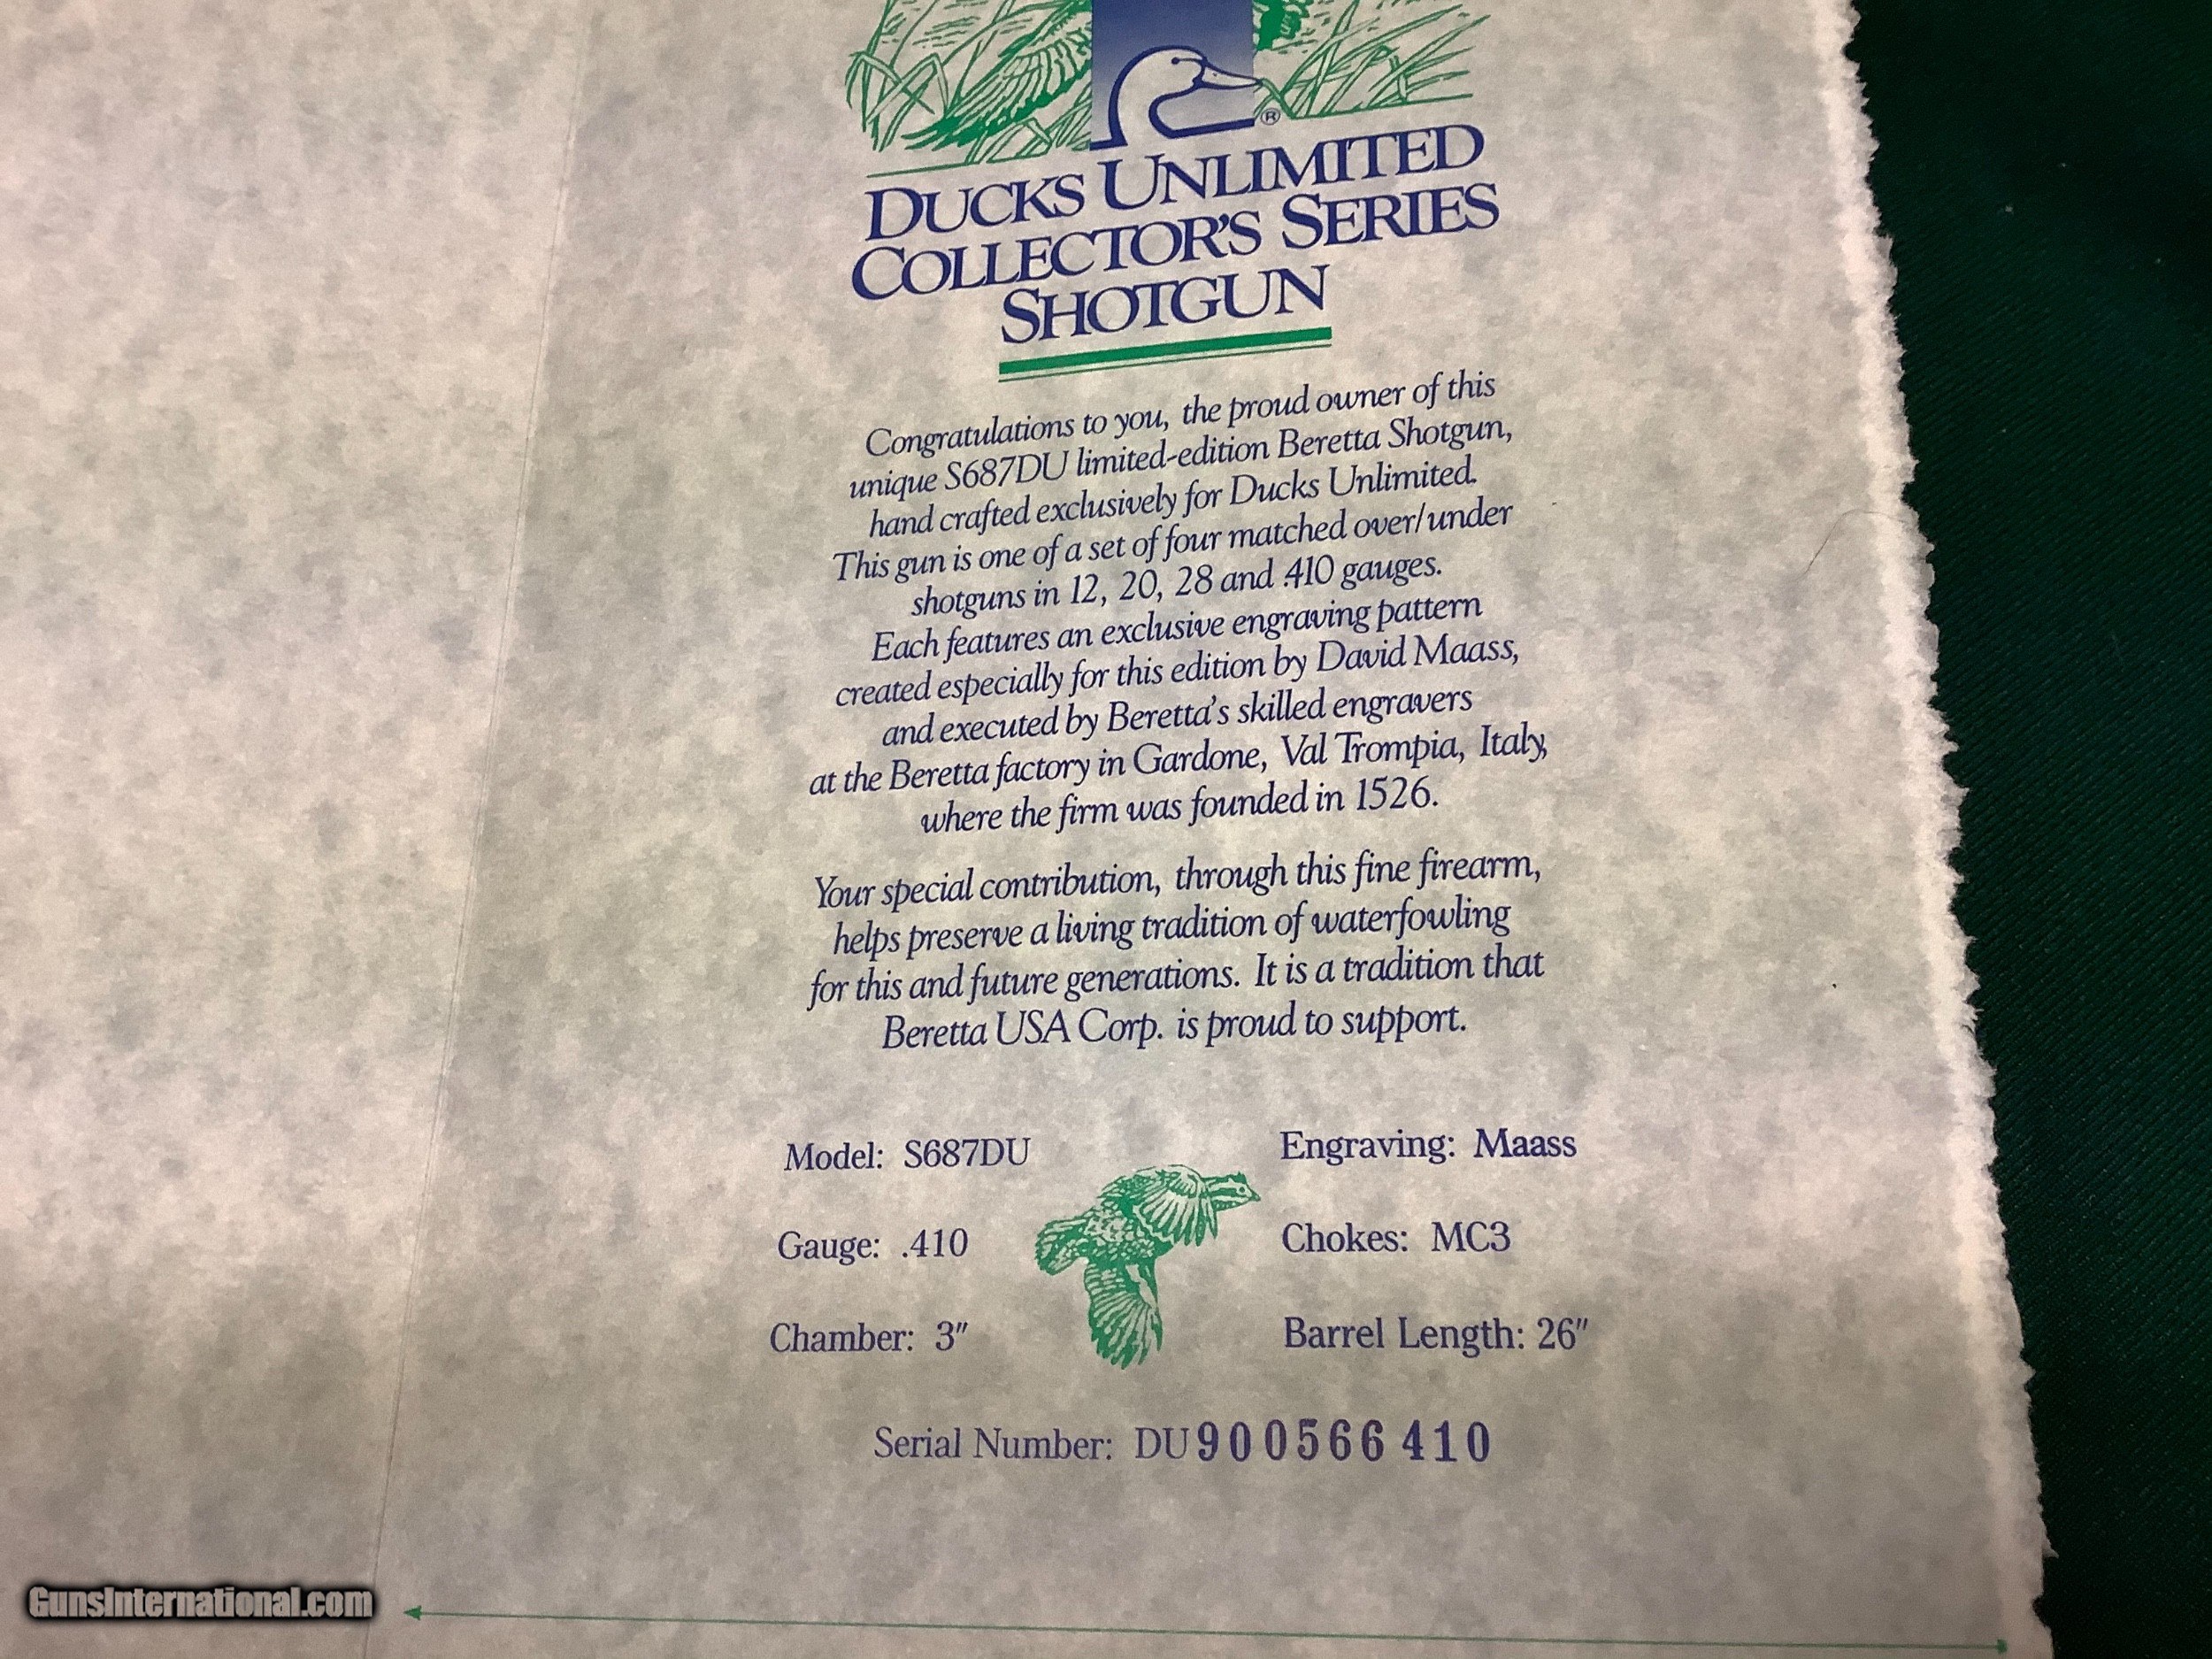 ®
DUCKS UNLIMITED
COLLECTOR'S SERIES
SHOTGUN
Congratulations to you, the proud owner of this
unique S687DU limited-edition Beretta Shotgun,
hand crafted exclusively for Ducks Unlimited.
This gun is one of a set of four matched over/under
shotguns in 12, 20, 28 and .410 gauges.
Each features an exclusive engraving pattern
created especially for this edition by David Maass,
and executed by Beretta's skilled engravers
at the Beretta factory in Gardone, Val Trompia, Italy,
where the firm was founded in 1526.
Your special contribution, through this fine firearm,
helps preserve a living tradition of waterfowling
for this and future generations. It is a tradition that
Beretta USA Corp. is proud to support.
Model: S687DU
Engraving: Maass
Gauge: .410
Chokes: MC3
Chamber: 3"
Barrel Length: 26"
Serial Number: DU900566 410
GunsInternational.com